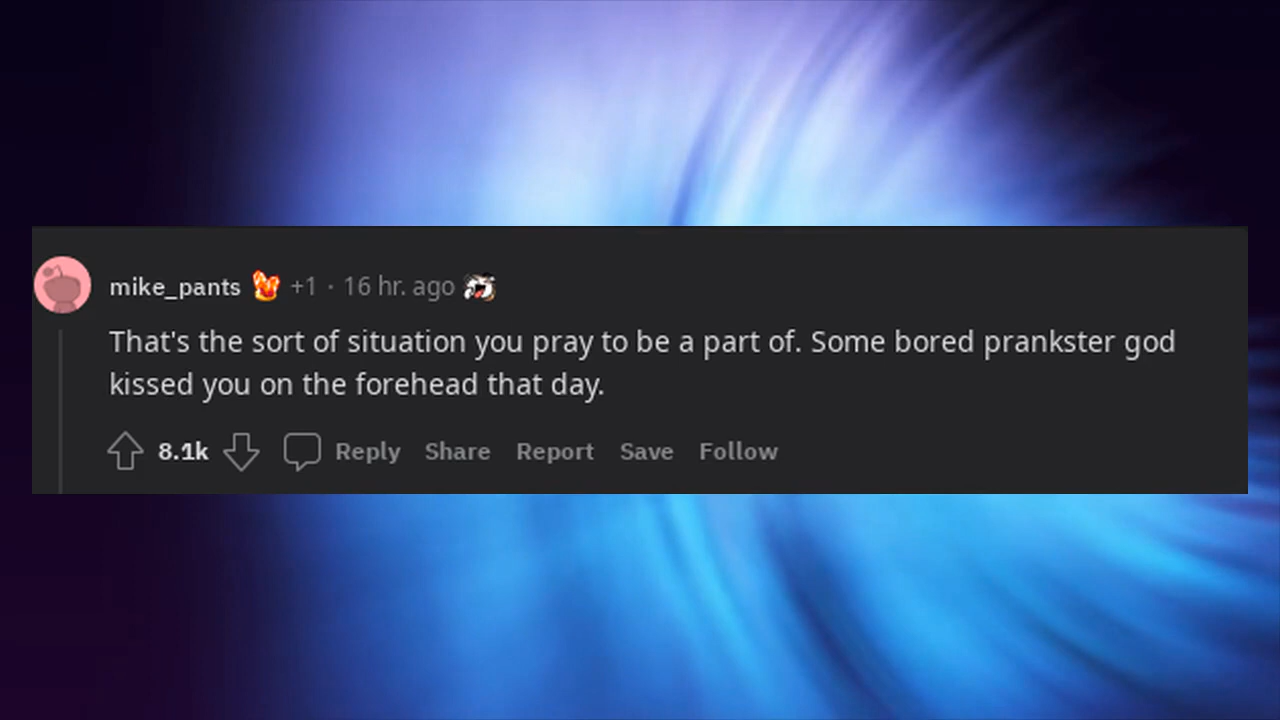 mike_pants +1 · 16 hr. ago
That's the sort of situation you pray to be a part of. Some bored prankster god
kissed you on the forehead that day.
8.1k Reply Share Report Save Follow